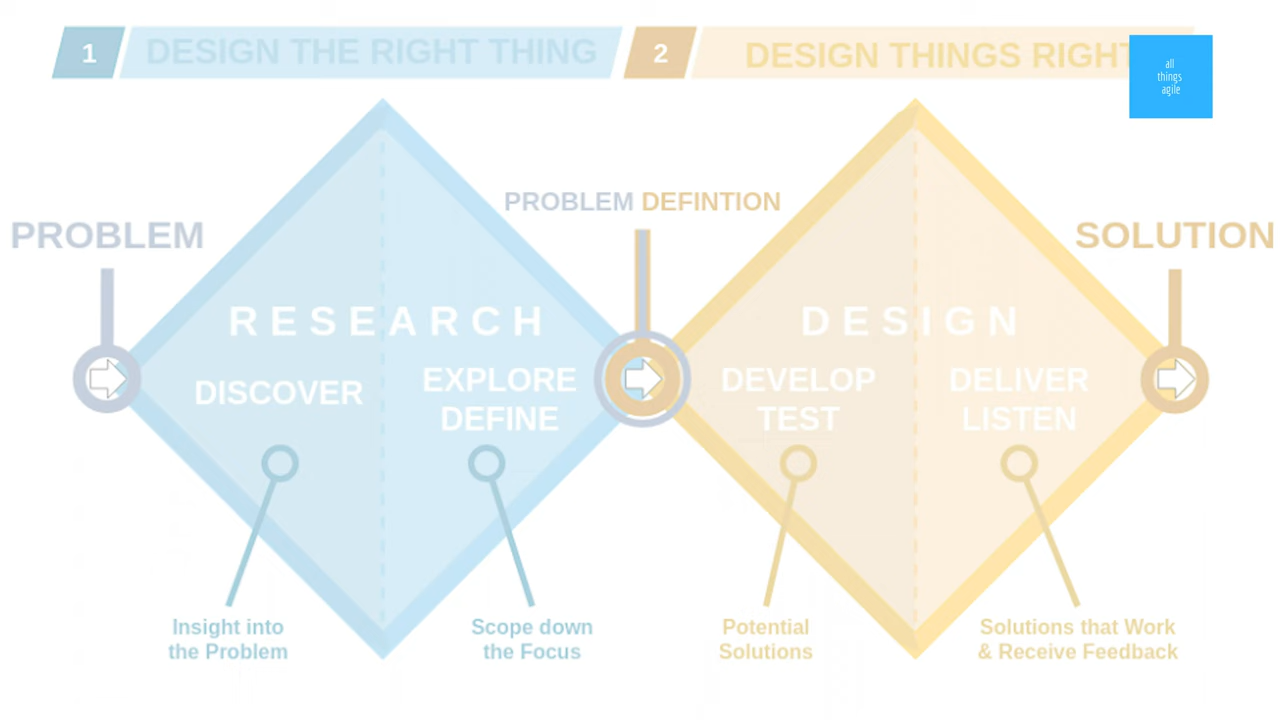 1 DESIGN THE RIGHT THING
2 DESIGN THINGS RIGHT
all
things
agile
PROBLEM
PROBLEM DEFINTION
SOLUTION
RESEARCH
DISCOVER
EXPLORE
DEFINE
DESIGN
DEVELOP
TEST
DELIVER
LISTEN
Insight into
the Problem
Scope down
the Focus
Potential
Solutions
Solutions that Work
& Receive Feedback